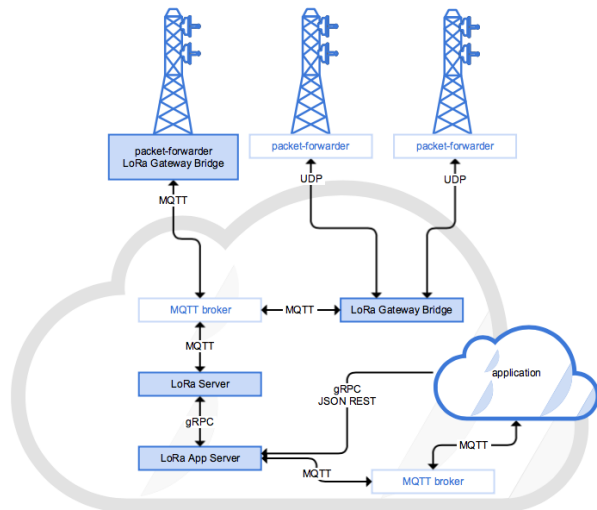 packet-forwarder
LoRa Gateway Bridge
packet-forwarder
packet-forwarder
MQTT
UDP
UDP
MQTT broker
MQTT
LoRa Gateway Bridge
MQTT
LoRa Server
gRPC
JSON REST
application
gRPC
LoRa App Server
MQTT
MQTT
MQTT broker